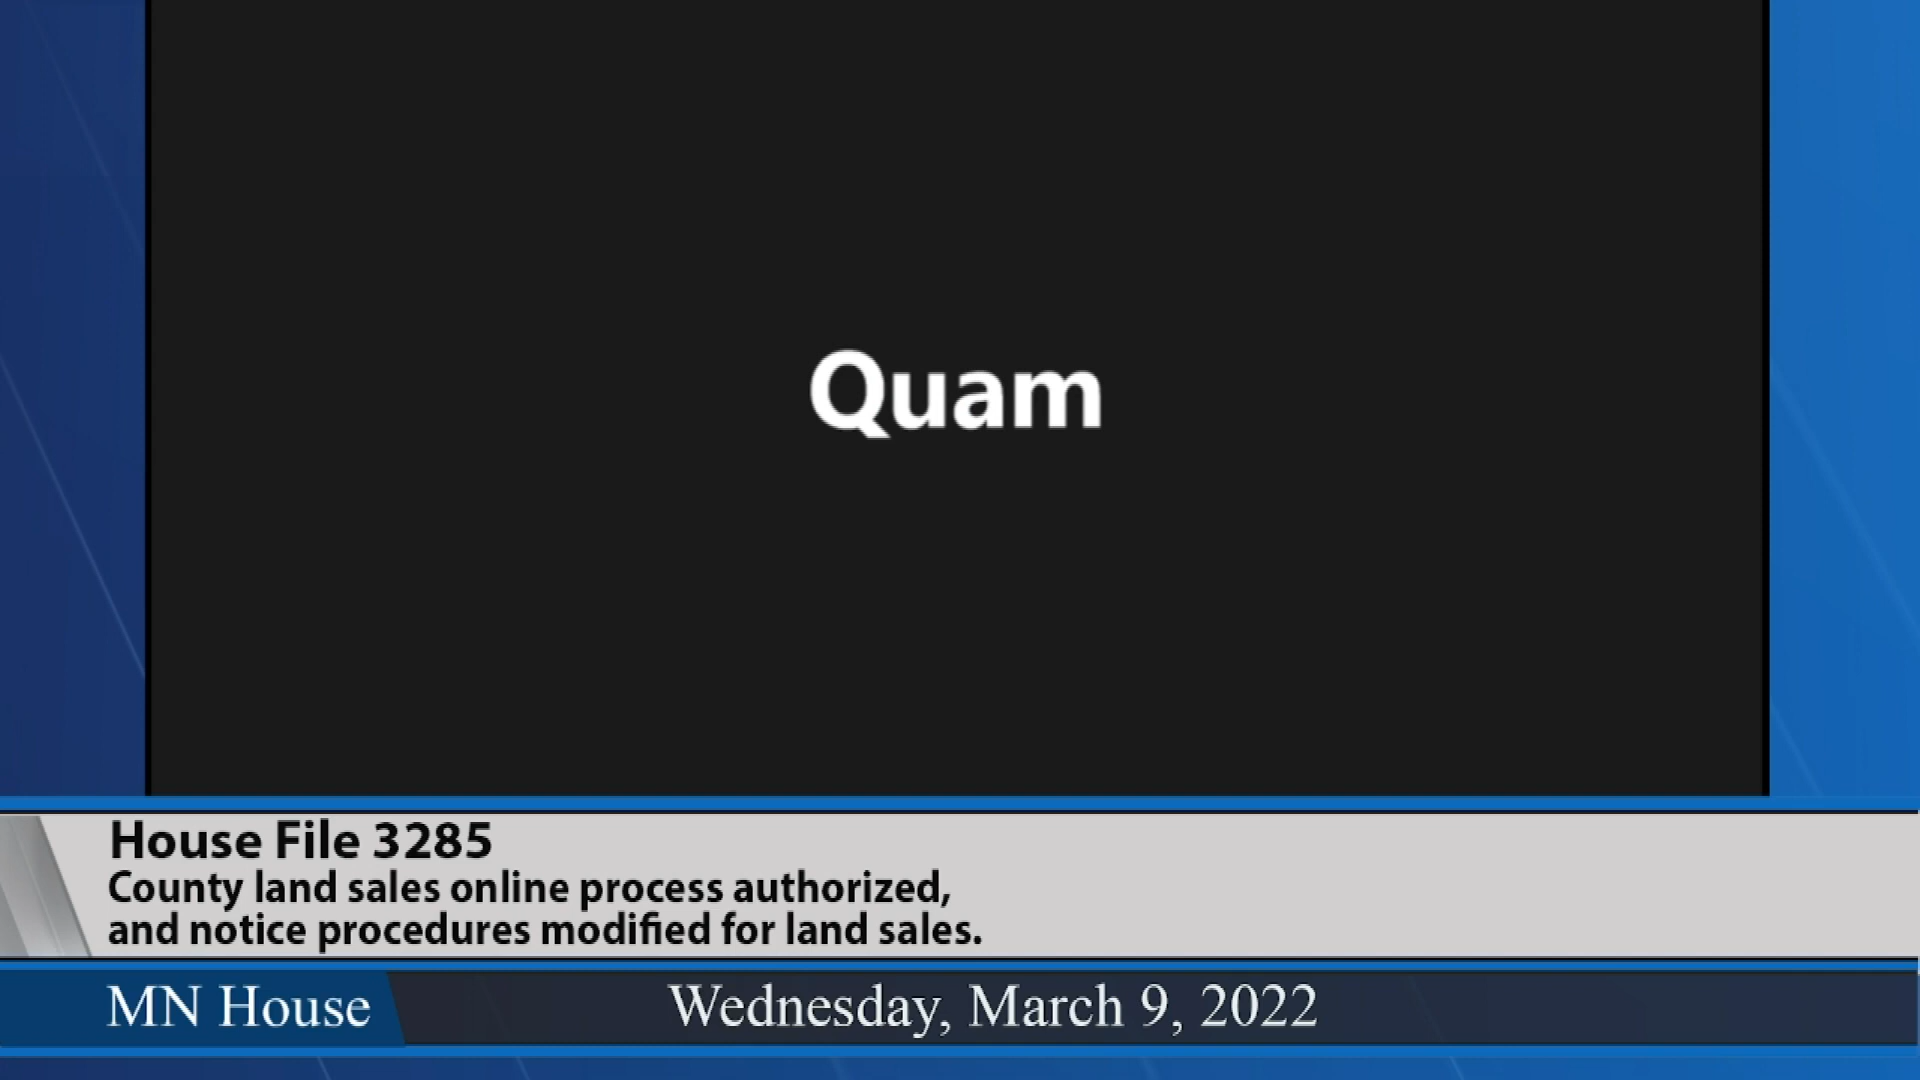 Quam
House File 3285
County land sales online process authorized,
and notice procedures modified for land sales.
MN House
Wednesday, March 9, 2022